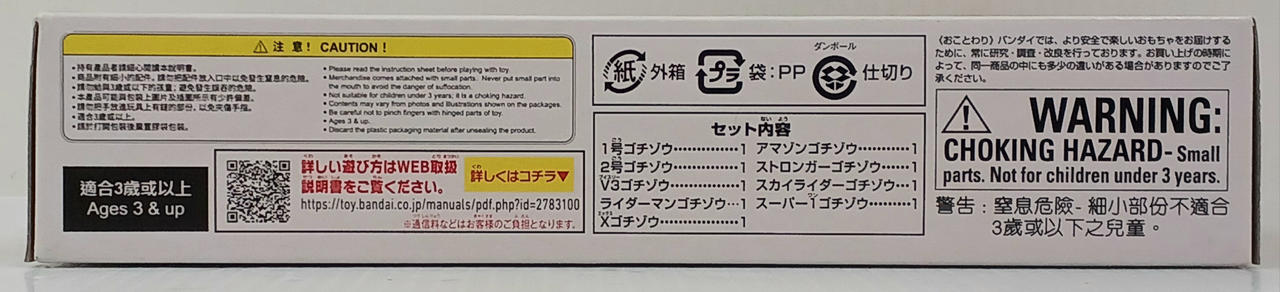 ⚠ 注 意! CAUTION!
•持有產品者請細心閱讀本說明書。
•商品附有細小的配件。請勿把配件放入口中以免發生窒息的危險。
•請勿給與3歲或以下的孩童;避免發生誤吞的危險。
•本產品可能與包裝上圖片及插圖所示有少許偏差。
•請勿把手放進玩具上有鏈的部份,以免夾傷手指。
•適合3歲或以上。
•請於打開包裝後棄置膠袋包裝。
• Please read the instruction sheet before playing with toy.
• Merchandise comes attached with small parts. Never put small part into
the mouth to avoid the danger of suffocation.
• Not suitable for children under 3 years; it is a choking hazard.
• Contents may vary from photos and illustrations shown on the packages.
• Be careful not to pinch fingers with hinged parts of toy.
• Ages 3 & up.
• Discard the plastic packaging material after unsealing the product.
適合3歲或以上
Ages 3 & up
詳しい遊び方はWEB取扱
説明書をご覧ください。
詳しくはコチラ▼
https://toy.bandai.co.jp/manuals/pdf.php?id=2783100
※通信料などはお客様のご負担となります。
紙 外箱 プラ 袋:PP ダンボール 仕切り
セット内容
1号ゴチゾウ……………1
2号ゴチゾウ……………1
V3ゴチゾウ……………1
ライダーマンゴチゾウ…1
Xゴチゾウ………………1
アマゾンゴチゾウ………1
ストロンガーゴチゾウ…1
スカイライダーゴチゾウ…1
スーパー1ゴチゾウ………1
〈おことわり〉バンダイでは、より安全で楽しいおもちゃをお届けする
ために、常に研究・調査・改良を行っております。お買い上げの時期に
よって、同一商品の中にも多少の違いがある場合がありますのでご了
承ください。
⚠ WARNING:
CHOKING HAZARD- Small
parts. Not for children under 3 years.
警告:窒息危險-細小部份不適合
3歲或以下之兒童。